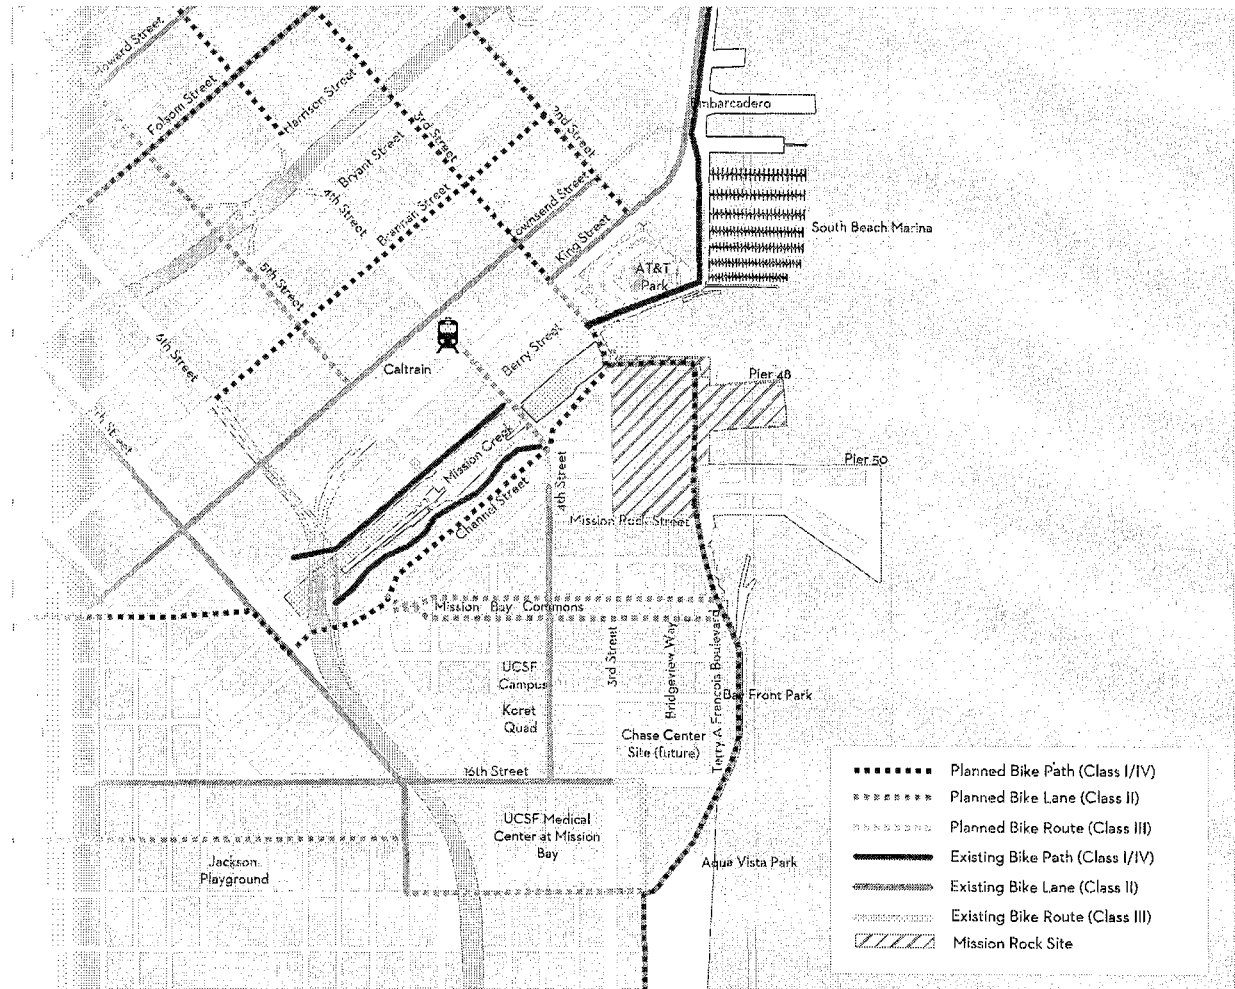 Howard Street
Folsom Street
Harrison Street
3rd Street
2nd Street
Embarcadero
Bryant Street
4th Street
Brannan Street
Townsend Street
King Street
South Beach Marina
AT&T
Park
5th Street
6th Street
Caltrain
Berry Street
Pier 48
Mission Creek
Channel Street
4th Street
Pier 50
Mission Rock Street
Mission Bay Commons
3rd Street
Bridgeview Way
Terry A Francois Boulevard
UCSF
Campus
Koret
Quad
Bay Front Park
Chase Center
Site (future)
16th Street
UCSF Medical
Center at Mission
Bay
Jackson
Playground
Aqua Vista Park
Planned Bike Path (Class I/IV)
Planned Bike Lane (Class II)
Planned Bike Route (Class III)
Existing Bike Path (Class I/IV)
Existing Bike Lane (Class II)
Existing Bike Route (Class III)
Mission Rock Site